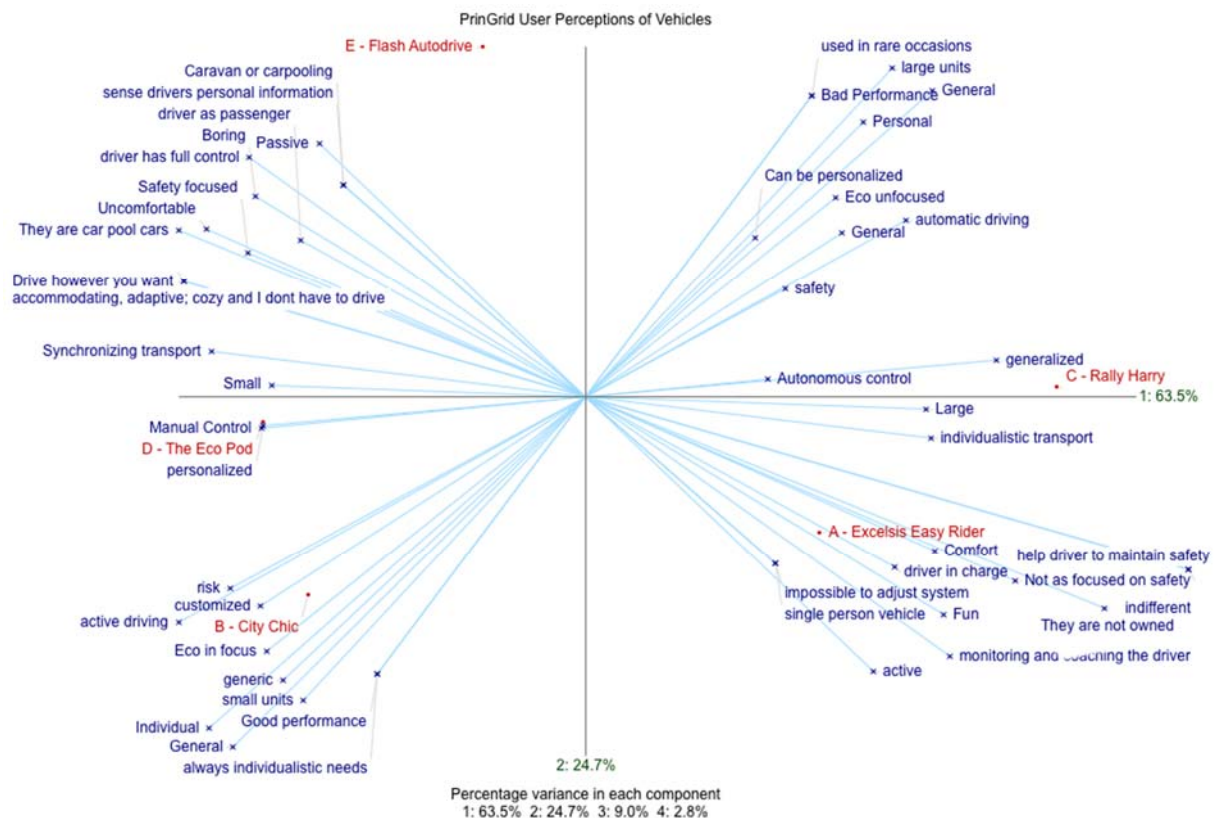 PrinGrid User Perceptions of Vehicles
E - Flash Autodrive
used in rare occasions
Caravan or carpooling
large units
sense drivers personal information
Bad Performance
General
driver as passenger
Personal
Boring
Passive
driver has full control
Can be personalized
Safety focused
Eco unfocused
Uncomfortable
automatic driving
They are car pool cars
General
Drive however you want
safety
accommodating, adaptive; cozy and I dont have to drive
Synchronizing transport
generalized
C - Rally Harry
Small
Autonomous control
1: 63.5%
Large
Manual Control
individualistic transport
D - The Eco Pod
personalized
A - Excelsis Easy Rider
Comfort
help driver to maintain safety
driver in charge
Not as focused on safety
risk
impossible to adjust system
customized
indifferent
single person vehicle
Fun
active driving
B - City Chic
They are not owned
Eco in focus
monitoring and coaching the driver
generic
active
small units
Good performance
Individual
General
always individualistic needs
2: 24.7%
Percentage variance in each component
1: 63.5% 2: 24.7% 3: 9.0% 4: 2.8%